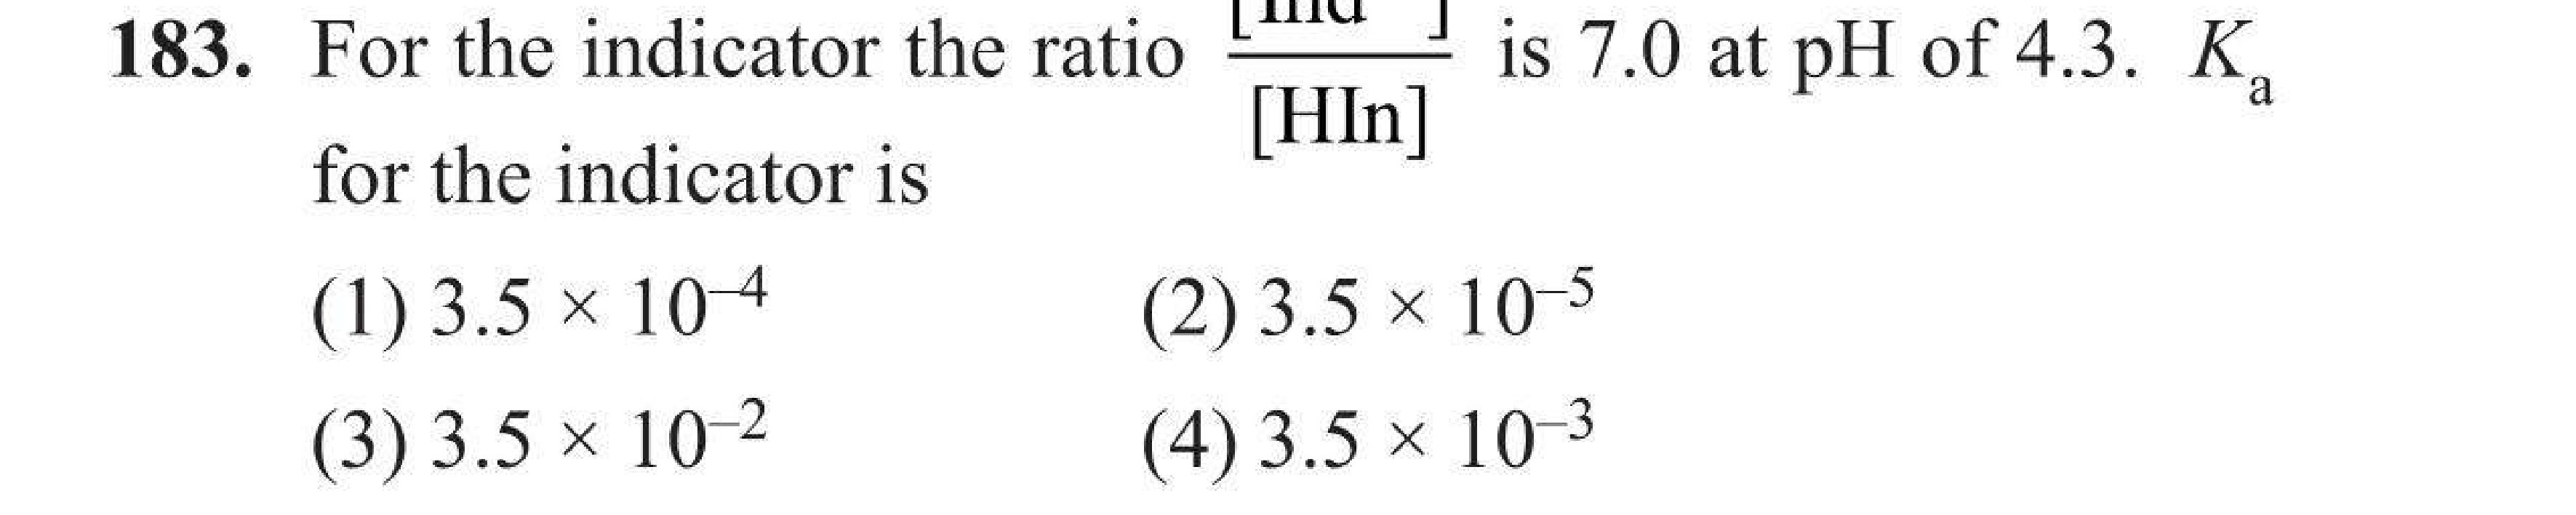 183. For the indicator the ratio [Ind⁻] / [HIn] is 7.0 at pH of 4.3. Kₐ
for the indicator is
(1) 3.5 × 10⁻⁴ (2) 3.5 × 10⁻⁵
(3) 3.5 × 10⁻² (4) 3.5 × 10⁻³